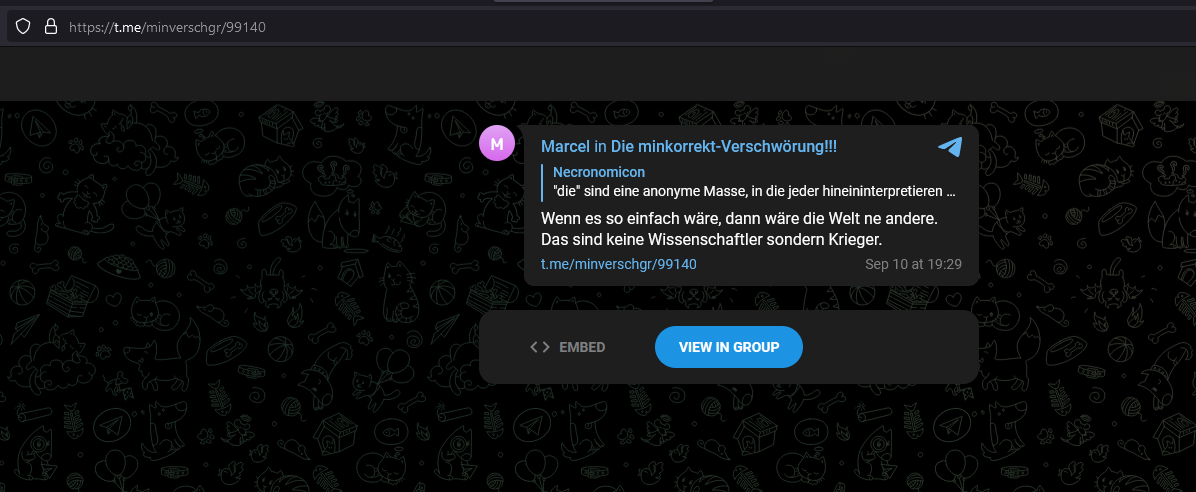 https://t.me/minverschgr/99140
M
Marcel in Die minkorrekt-Verschwörung!!!
Necronomicon
"die" sind eine anonyme Masse, in die jeder hineininterpretieren …
Wenn es so einfach wäre, dann wäre die Welt ne andere.
Das sind keine Wissenschaftler sondern Krieger.
t.me/minverschgr/99140 Sep 10 at 19:29
EMBED VIEW IN GROUP